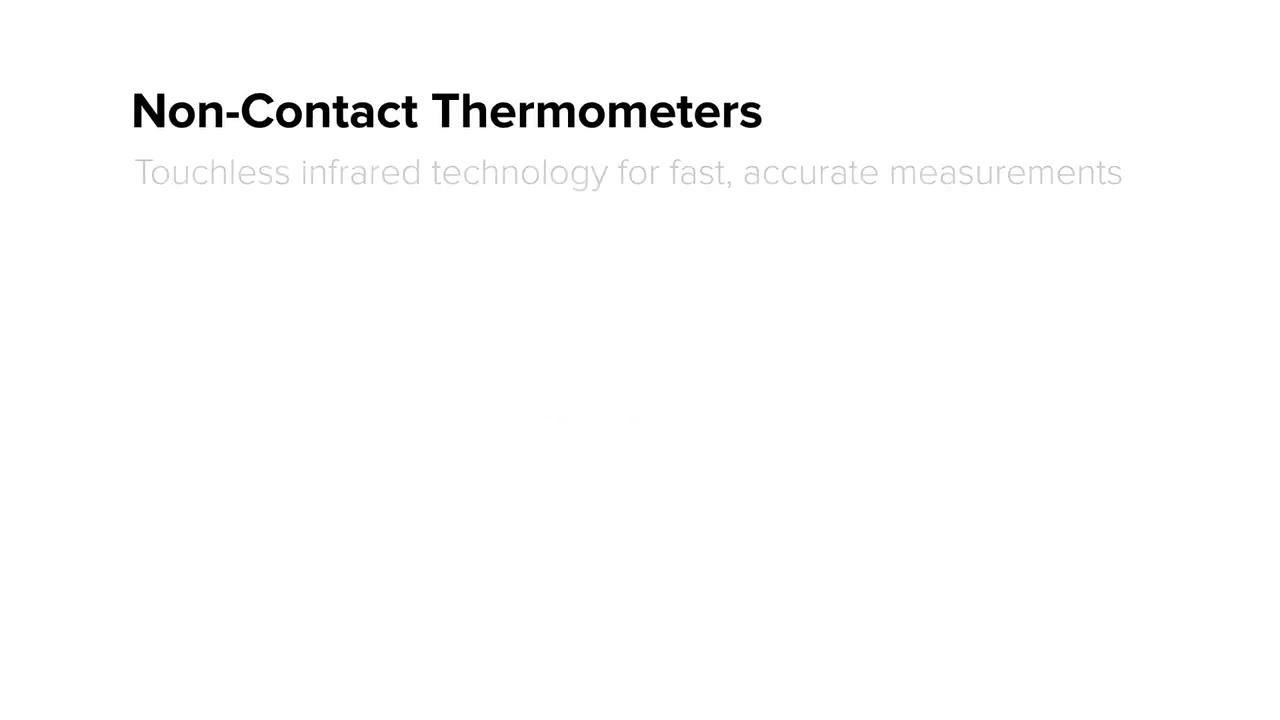 Non-Contact Thermometers
Touchless infrared technology for fast, accurate measurements